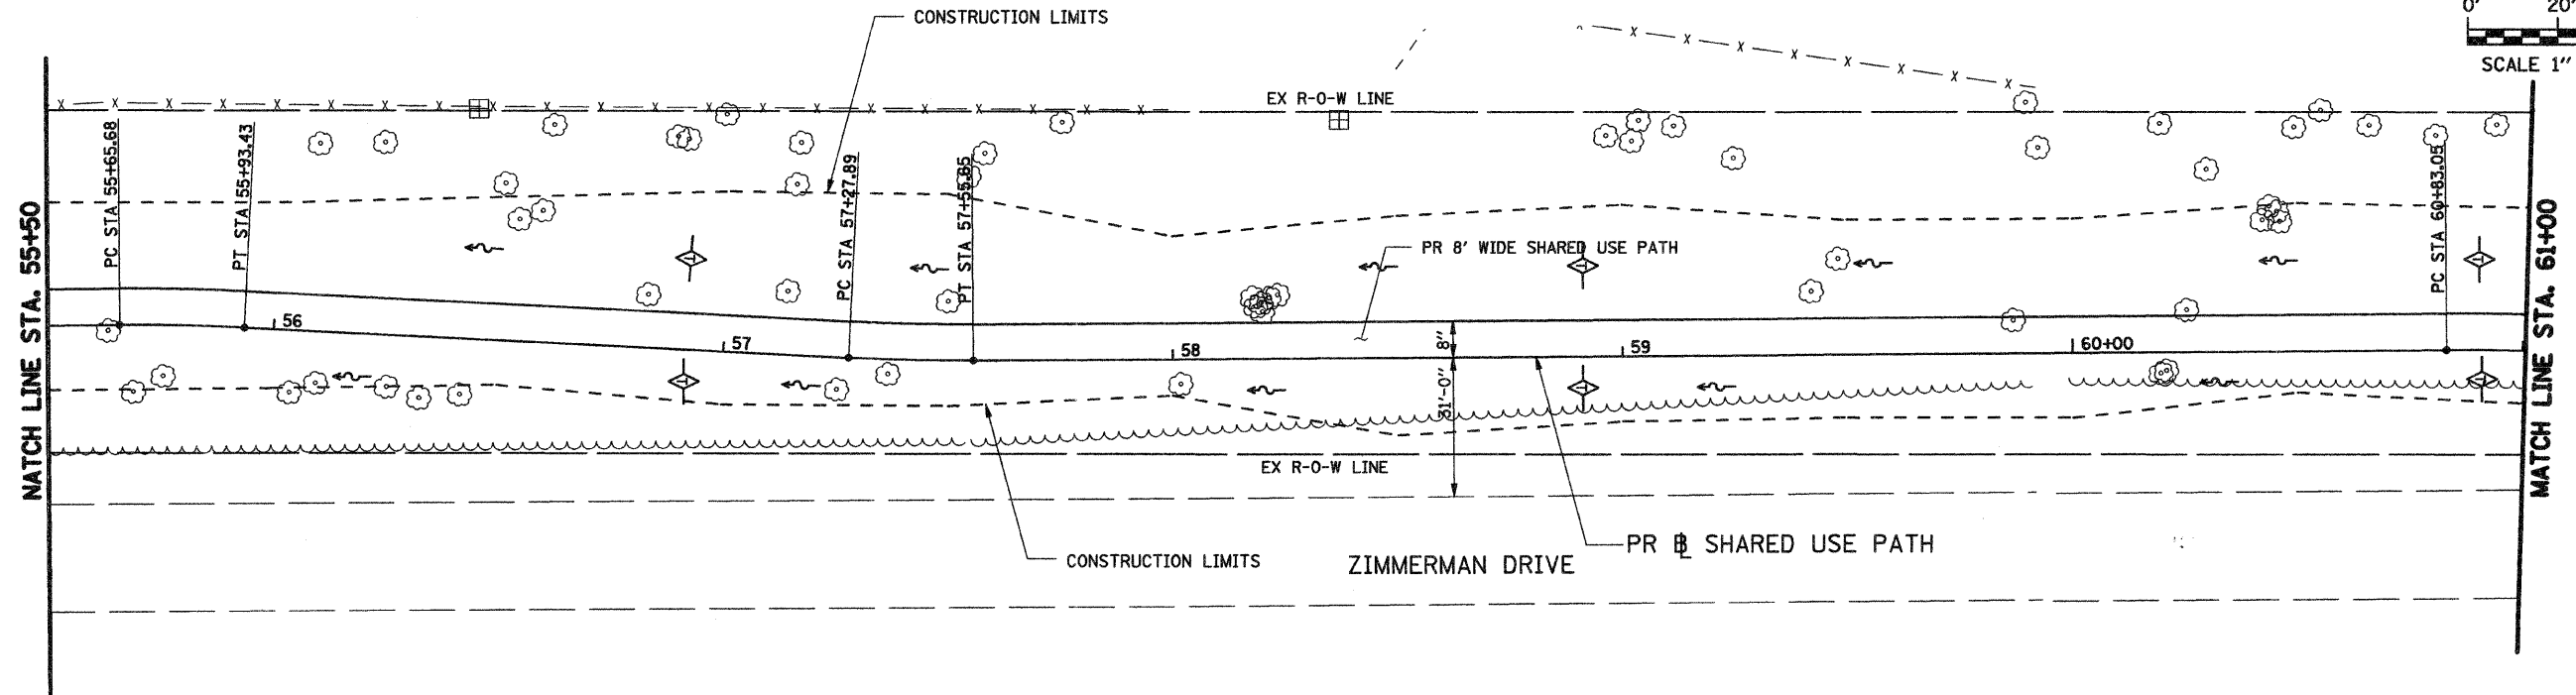 CONSTRUCTION LIMITS
0' 20'
SCALE 1"
EX R-O-W LINE
PC STA 55+65.68
PT STA 55+93.43
PC STA 57+27.89
PT STA 57+55.65
PC STA 60+83.05
NATCH LINE STA. 55+50
MATCH LINE STA. 61+00
PR 8' WIDE SHARED USE PATH
56
57
58
59
60+00
8"
31'-0"
EX R-O-W LINE
CONSTRUCTION LIMITS
ZIMMERMAN DRIVE
PR BL SHARED USE PATH